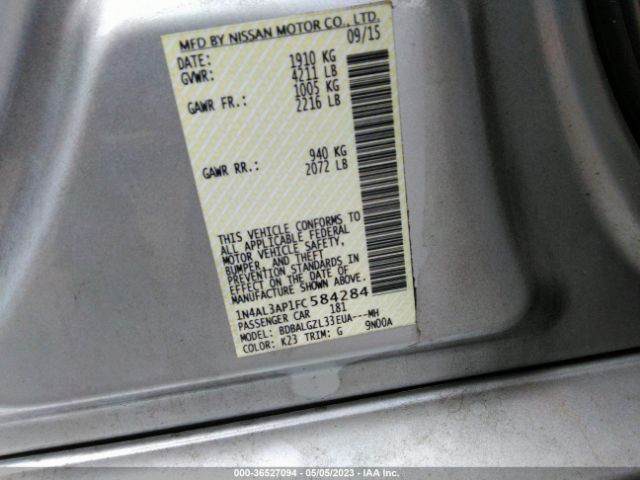 MFD BY NISSAN MOTOR CO., LTD.
DATE: 09/15
GVWR: 1910 KG
4211 LB
GAWR FR.: 1005 KG
2216 LB
GAWR RR.: 940 KG
2072 LB
THIS VEHICLE CONFORMS TO
ALL APPLICABLE FEDERAL
MOTOR VEHICLE SAFETY,
BUMPER, AND THEFT
PREVENTION STANDARDS IN
EFFECT ON THE DATE OF
MANUFACTURE SHOWN ABOVE.
1N4AL3AP1FC584284
PASSENGER CAR 181
MODEL: BDBALGZL33EUA---MH
COLOR: K23 TRIM: G 9N00A
000-36527094 - 05/05/2023 - © IAA Inc.